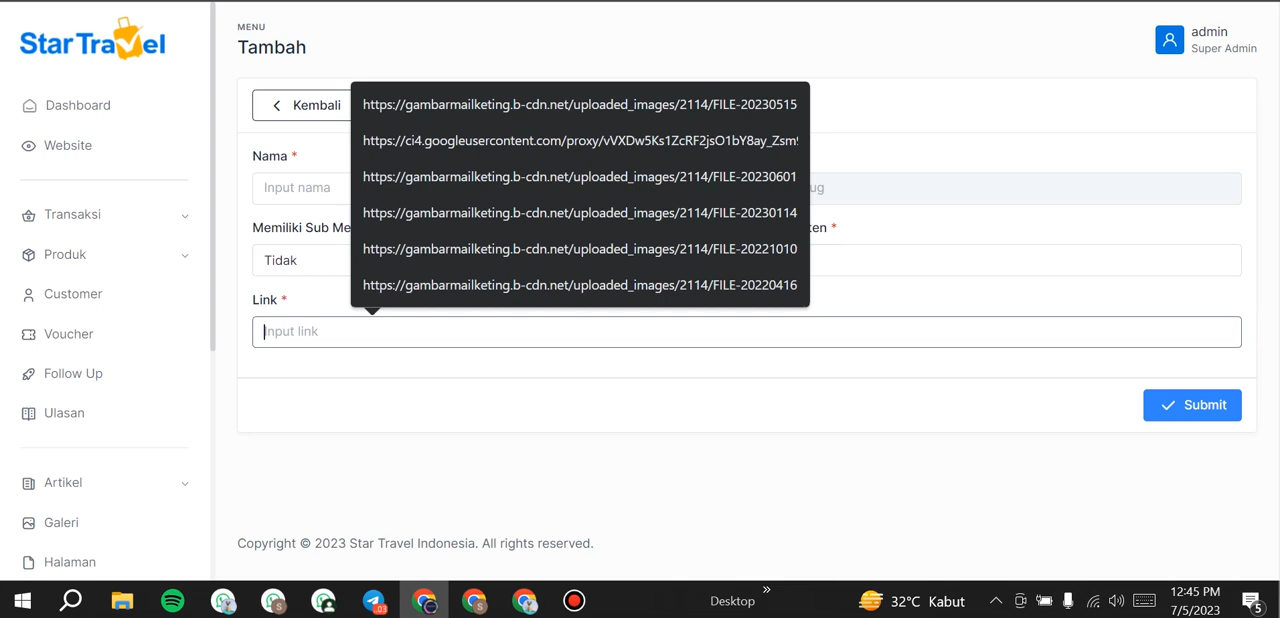 Star Travel
MENU
Tambah
admin
Super Admin
Dashboard
Website
Transaksi
Produk
Customer
Voucher
Follow Up
Ulasan
Artikel
Galeri
Halaman
Kembali
https://gambarmailketing.b-cdn.net/uploaded_images/2114/FILE-20230515
https://ci4.googleusercontent.com/proxy/vVXDw5Ks1ZcRF2jsO1bY8ay_Zsm
https://gambarmailketing.b-cdn.net/uploaded_images/2114/FILE-20230601
https://gambarmailketing.b-cdn.net/uploaded_images/2114/FILE-20230114
https://gambarmailketing.b-cdn.net/uploaded_images/2114/FILE-20221010
https://gambarmailketing.b-cdn.net/uploaded_images/2114/FILE-20220416
Nama *
Input nama
ug
Memiliki Sub Me
ten *
Tidak
Link *
Input link
Submit
Copyright © 2023 Star Travel Indonesia. All rights reserved.
Desktop
32°C Kabut
12:45 PM
7/5/2023
5